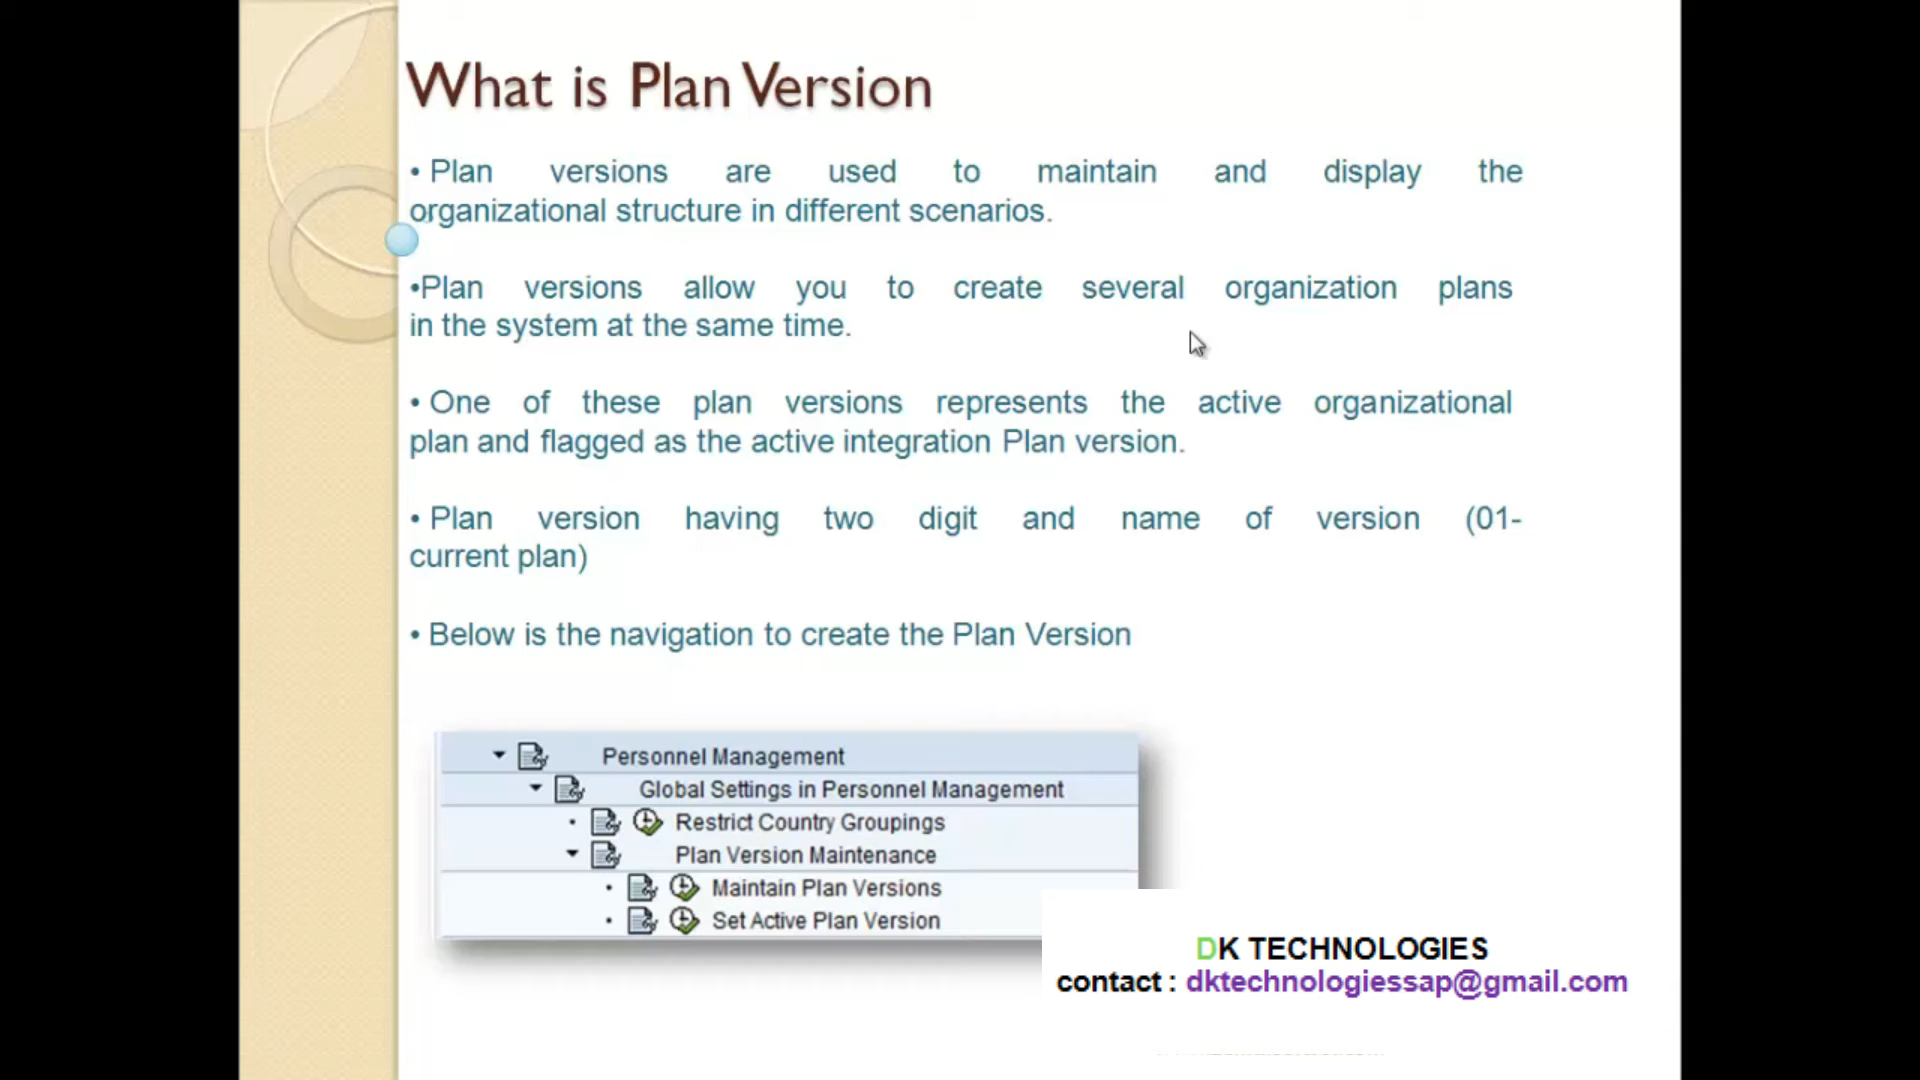 What is Plan Version
• Plan versions are used to maintain and display the
organizational structure in different scenarios.
•Plan versions allow you to create several organization plans
in the system at the same time.
• One of these plan versions represents the active organizational
plan and flagged as the active integration Plan version.
• Plan version having two digit and name of version (01-
current plan)
• Below is the navigation to create the Plan Version
Personnel Management
Global Settings in Personnel Management
Restrict Country Groupings
Plan Version Maintenance
Maintain Plan Versions
Set Active Plan Version
DK TECHNOLOGIES
contact : dktechnologiessap@gmail.com